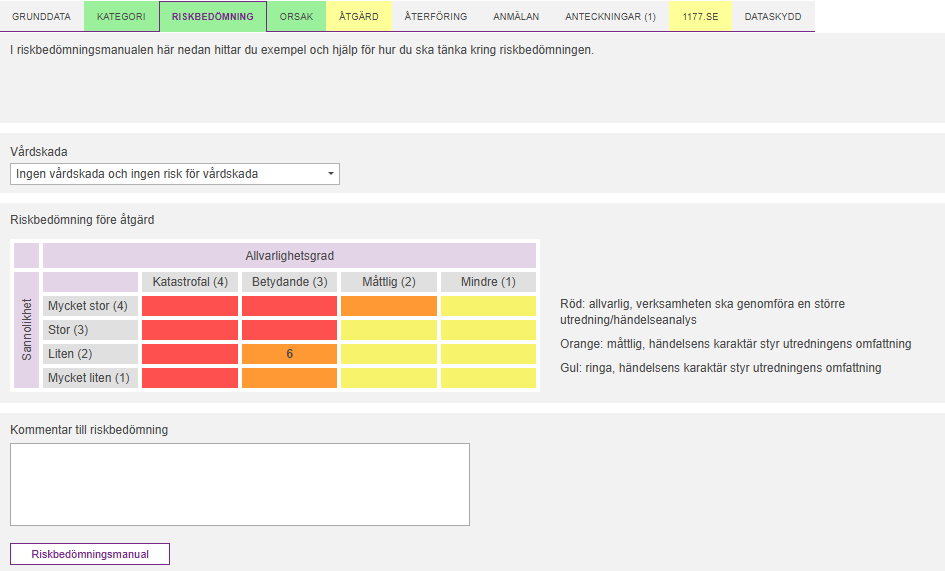 GRUNDDATA KATEGORI RISKBEDÖMNING ORSAK ÅTGÄRD ÅTERFÖRING ANMÄLAN ANTECKNINGAR (1) 1177.SE DATASKYDD
I riskbedömningsmanualen här nedan hittar du exempel och hjälp för hur du ska tänka kring riskbedömningen.
Vårdskada
Ingen vårdskada och ingen risk för vårdskada
Riskbedömning före åtgärd
Allvarlighetsgrad
Katastrofal (4) Betydande (3) Måttlig (2) Mindre (1)
Sannolikhet
Mycket stor (4)
Stor (3)
Liten (2) 6
Mycket liten (1)
Röd: allvarlig, verksamheten ska genomföra en större
utredning/händelseanalys
Orange: måttlig, händelsens karaktär styr utredningens omfattning
Gul: ringa, händelsens karaktär styr utredningens omfattning
Kommentar till riskbedömning
Riskbedömningsmanual